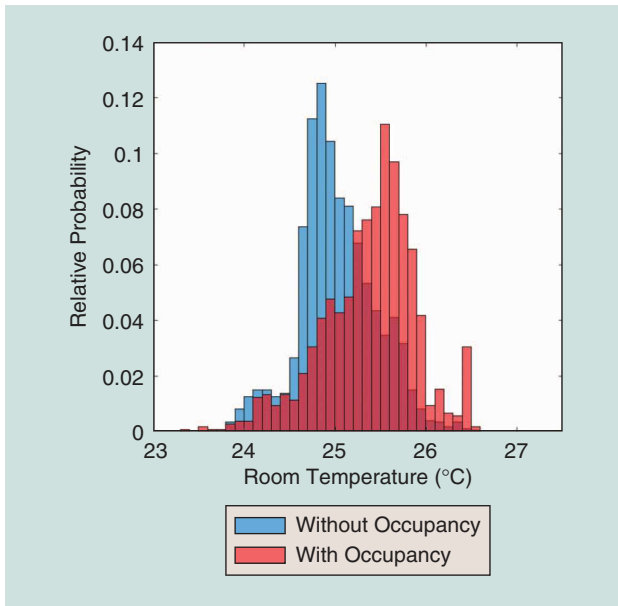 0.14
0.12
0.1
0.08
0.06
0.04
0.02
0
Relative Probability
23 24 25 26 27
Room Temperature (°C)
Without Occupancy
With Occupancy